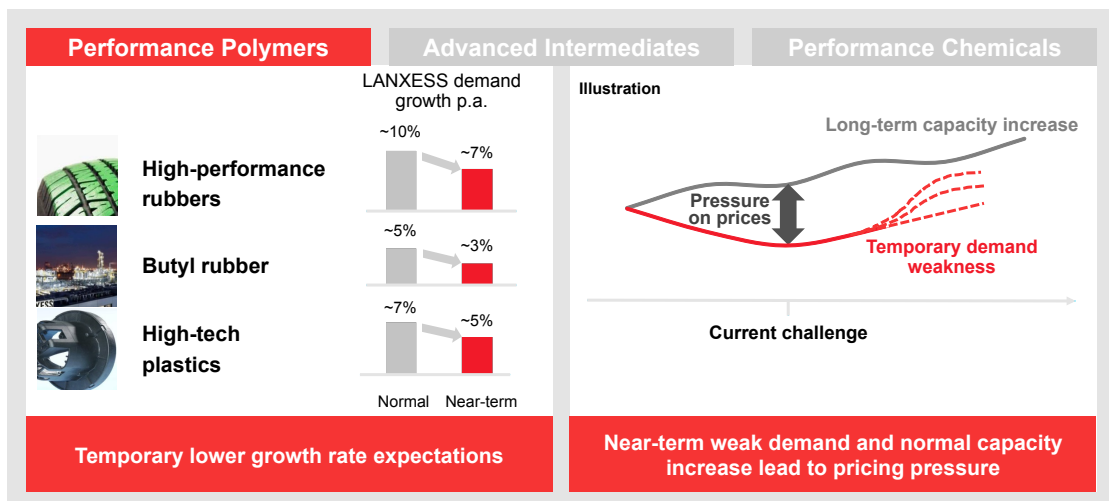 Performance Polymers
Advanced Intermediates
Performance Chemicals
LANXESS demand
growth p.a.
~10%
~7%
High-performance
rubbers
~5%
~3%
Butyl rubber
~7%
~5%
High-tech
plastics
Normal
Near-term
Temporary lower growth rate expectations
Illustration
Long-term capacity increase
Pressure
on prices
Temporary demand
weakness
Current challenge
Near-term weak demand and normal capacity
increase lead to pricing pressure